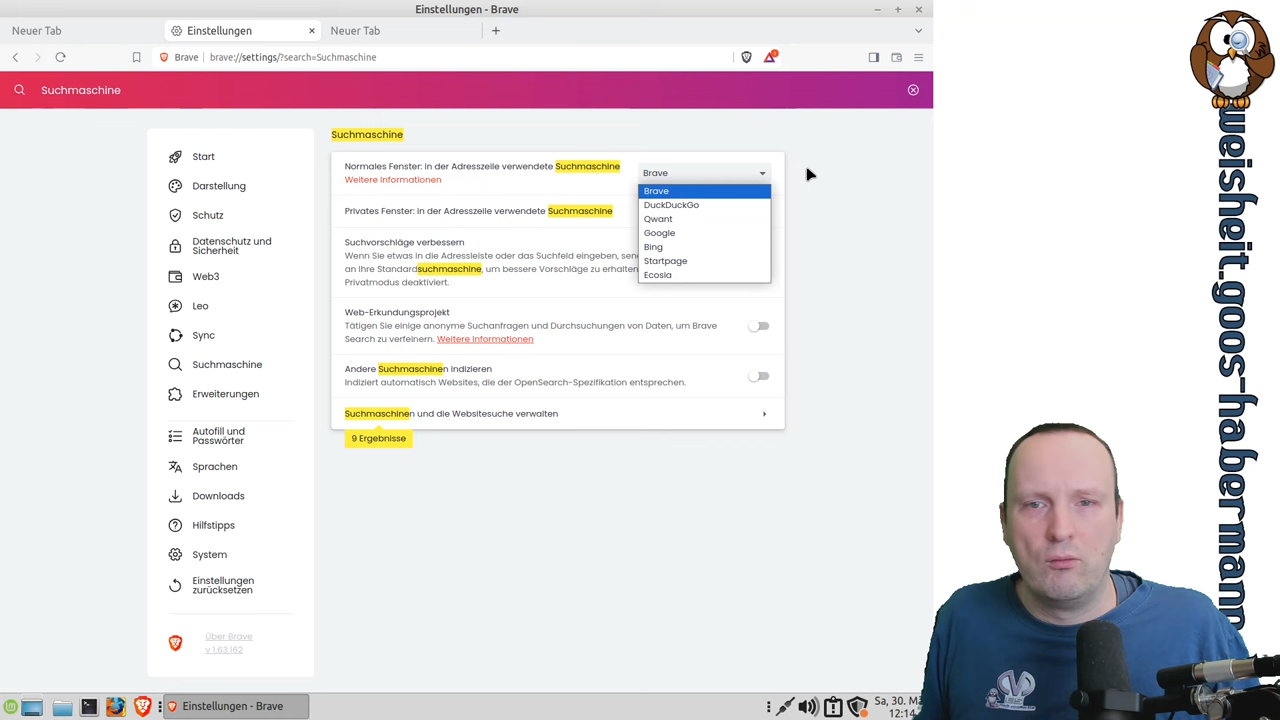 Einstellungen - Brave
Neuer Tab
Einstellungen
Neuer Tab
Brave
brave://settings/?search=Suchmaschine
Suchmaschine
Start
Darstellung
Schutz
Datenschutz und
Sicherheit
Web3
Leo
Sync
Suchmaschine
Erweiterungen
Autofill und
Passwörter
Sprachen
Downloads
Hilfstipps
System
Einstellungen
zurücksetzen
Über Brave
v 1.63.162
Suchmaschine
Normales Fenster: in der Adresszeile verwendete Suchmaschine
Weitere Informationen
Brave
Brave
DuckDuckGo
Qwant
Google
Bing
Startpage
Ecosia
Privates Fenster: in der Adresszeile verwendete Suchmaschine
Suchvorschläge verbessern
Wenn Sie etwas in die Adressleiste oder das Suchfeld eingeben,
an Ihre Standardsuchmaschine, um bessere Vorschläge zu erhalten
Privatmodus deaktiviert.
Web-Erkundungsprojekt
Tätigen Sie einige anonyme Suchanfragen und Durchsuchungen von Daten, um Brave
Search zu verfeinern. Weitere Informationen
Andere Suchmaschinen indizieren
Indiziert automatisch Websites, die der OpenSearch-Spezifikation entsprechen.
Suchmaschinen und die Websitesuche verwalten
9 Ergebnisse
weisheit.goos-habermann
Einstellungen - Brave
Sa, 30. M
12:14